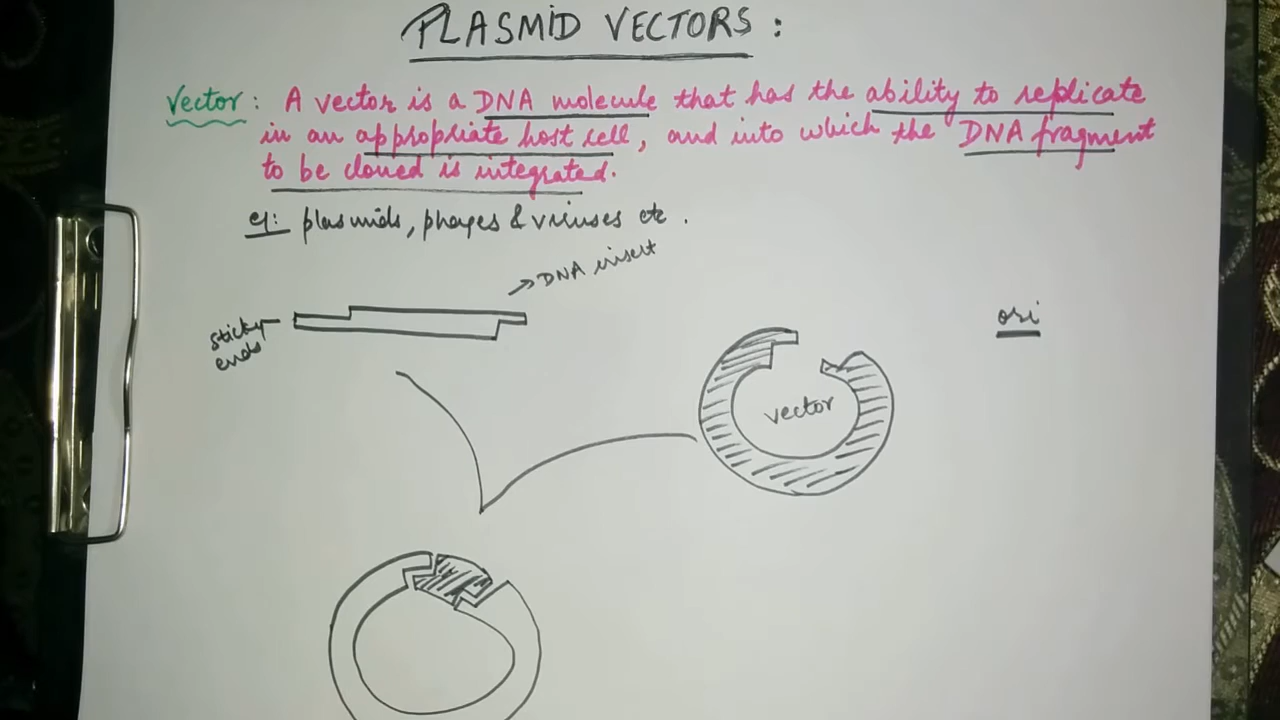 PLASMID VECTORS :
Vector : A vector is a DNA molecule that has the ability to replicate
in an appropriate host cell, and into which the DNA fragment
to be cloned is integrated.
eg: plasmids, phages & viruses etc .
→ DNA insert
sticky
ends
ori
vector